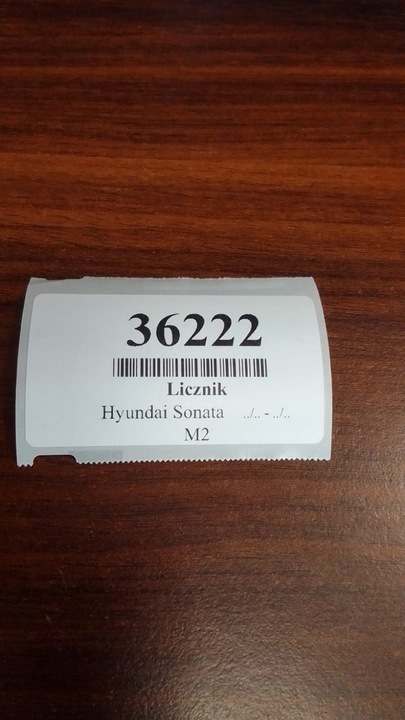 36222
Licznik
Hyundai Sonata ../.. - ../..
M2